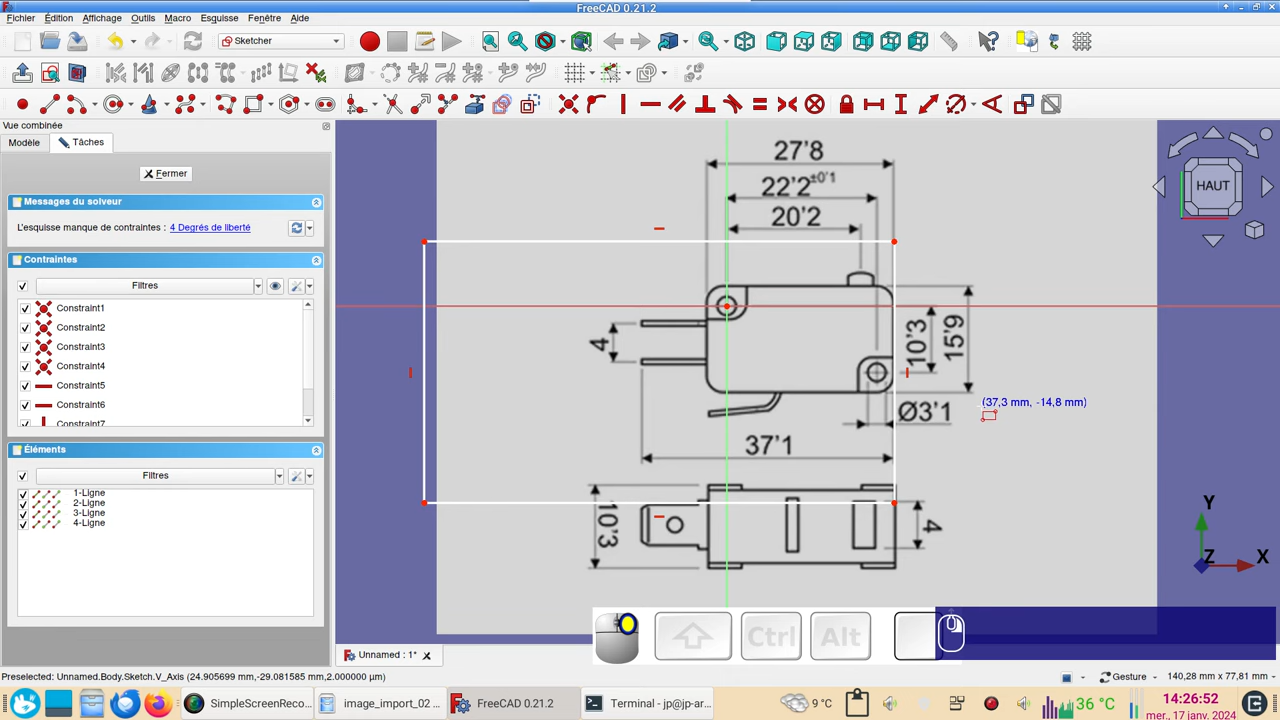 FreeCAD 0.21.2
Fichier Édition Affichage Outils Macro Esquisse Fenêtre Aide
Sketcher
Vue combinée
Modèle Tâches
Fermer
Messages du solveur
L'esquisse manque de contraintes : 4 Degrés de liberté
Contraintes
Filtres
Constraint1
Constraint2
Constraint3
Constraint4
Constraint5
Constraint6
Constraint7
Éléments
Filtres
1-Ligne
2-Ligne
3-Ligne
4-Ligne
27'8
22'2±0'1
20'2
4
10'3
15'9
Ø3'1
37'1
10'3
4
(37,3 mm, -14,8 mm)
HAUT
Y
Z
X
Ctrl
Alt
Unnamed : 1*
Preselected: Unnamed.Body.Sketch.V_Axis (24.905699 mm,-29.081585 mm,2.000000 µm)
Gesture
140,28 mm x 77,81 mm
SimpleScreenReco...
image_import_02 ...
FreeCAD 0.21.2
Terminal - jp@jp-ar...
9 °C
36 °C
14:26:52
mer., 17 janv. 2024